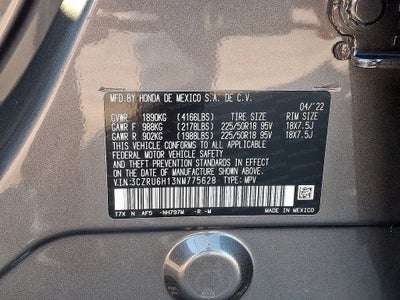 MFD.BY HONDA DE MEXICO S.A. DE C.V.
04/'22
GVWR 1890KG (4166LBS) TIRE SIZE RIM SIZE
GAWR F 988KG (2178LBS) 225/50R18 95V 18X7.5J
GAWR R 902KG (1988LBS) 225/50R18 95V 18X7.5J
THIS VEHICLE CONFORMS TO ALL APPLICABLE
FEDERAL MOTOR VEHICLE SAFETY
AND THEFT PREVENTION STANDARDS IN EFFECT
ON THE DATE OF MANUFACTURE SHOWN ABOVE.
V.I.N:3CZRU6H13NM775628 TYPE: MPV
17X N AF5 -NH797M -R -M